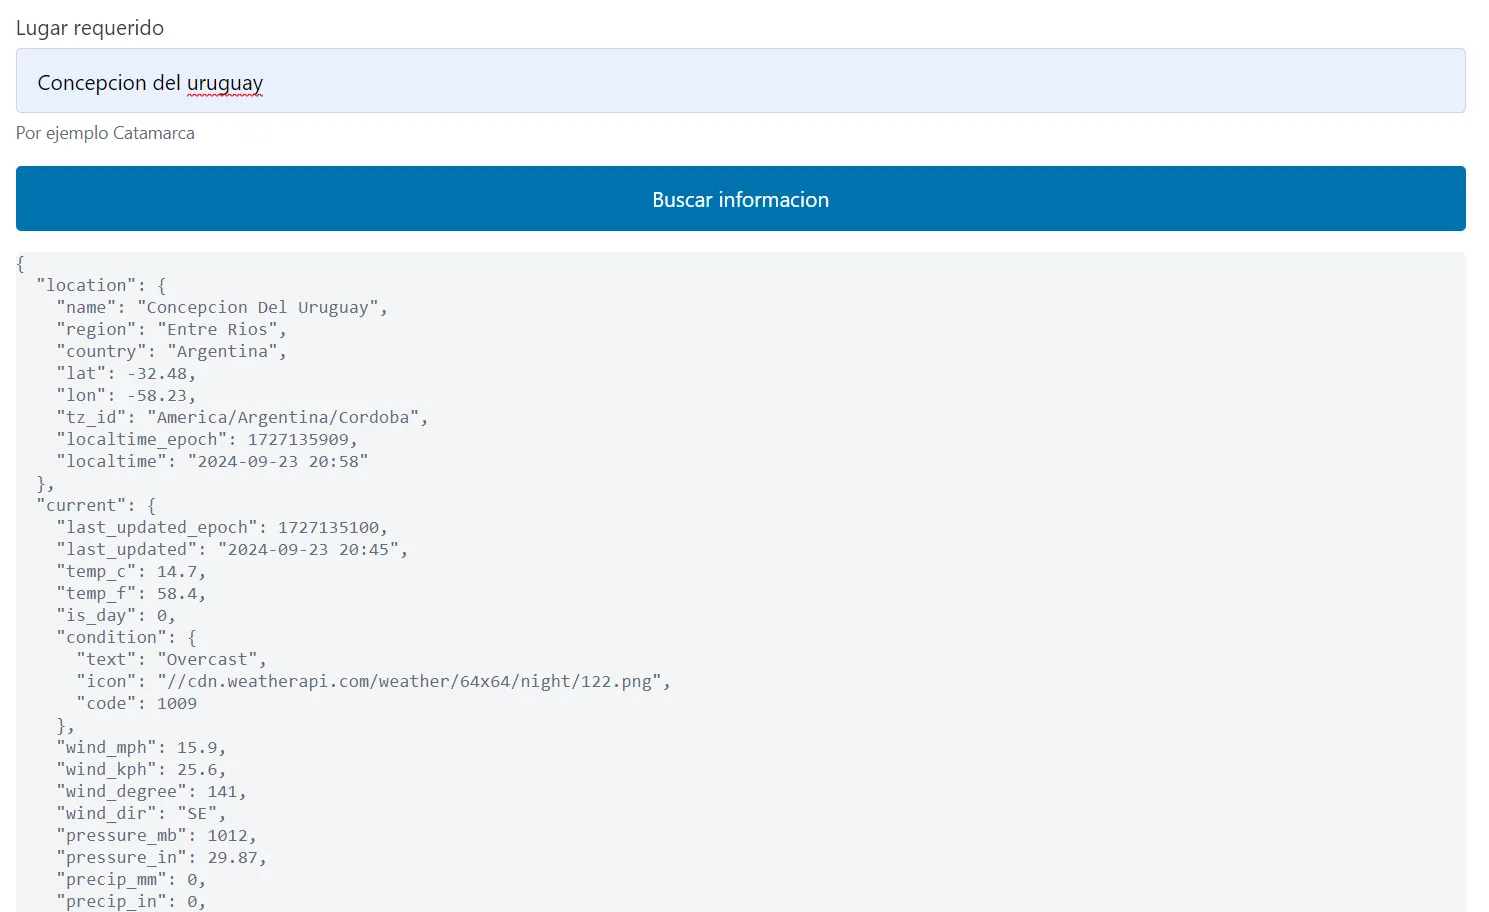 Lugar requerido
Concepcion del uruguay
Por ejemplo Catamarca
Buscar informacion
{
  "location": {
    "name": "Concepcion Del Uruguay",
    "region": "Entre Rios",
    "country": "Argentina",
    "lat": -32.48,
    "lon": -58.23,
    "tz_id": "America/Argentina/Cordoba",
    "localtime_epoch": 1727135909,
    "localtime": "2024-09-23 20:58"
  },
  "current": {
    "last_updated_epoch": 1727135100,
    "last_updated": "2024-09-23 20:45",
    "temp_c": 14.7,
    "temp_f": 58.4,
    "is_day": 0,
    "condition": {
      "text": "Overcast",
      "icon": "//cdn.weatherapi.com/weather/64x64/night/122.png",
      "code": 1009
    },
    "wind_mph": 15.9,
    "wind_kph": 25.6,
    "wind_degree": 141,
    "wind_dir": "SE",
    "pressure_mb": 1012,
    "pressure_in": 29.87,
    "precip_mm": 0,
    "precip_in": 0,